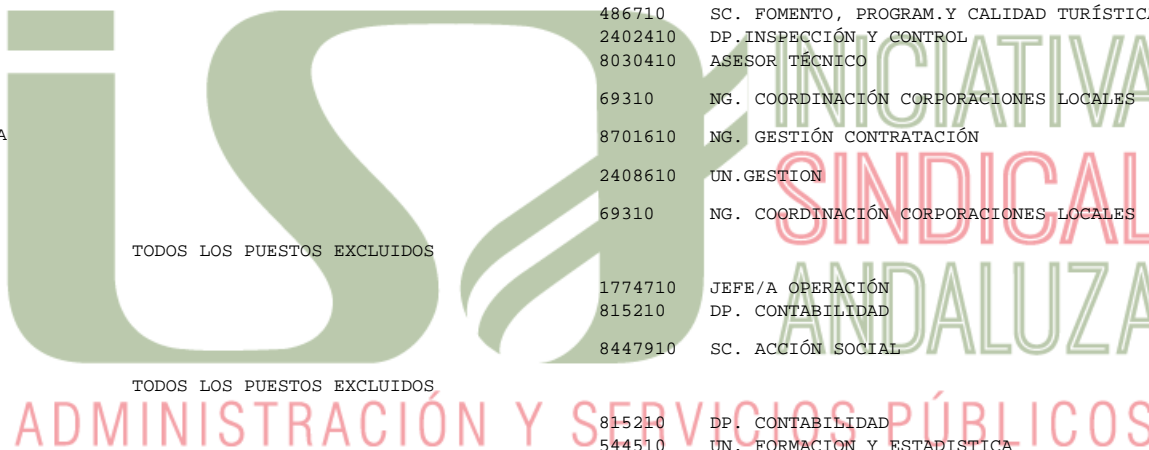 486710 SC. FOMENTO, PROGRAM.Y CALIDAD TURÍSTICA
2402410 DP.INSPECCIÓN Y CONTROL
8030410 ASESOR TÉCNICO
INICIATIVA
69310 NG. COORDINACIÓN CORPORACIONES LOCALES
A
8701610 NG. GESTIÓN CONTRATACIÓN
isa
2408610 UN.GESTION
SINDICAL
69310 NG. COORDINACIÓN CORPORACIONES LOCALES
TODOS LOS PUESTOS EXCLUIDOS
1774710 JEFE/A OPERACIÓN
815210 DP. CONTABILIDAD
ANDALUZA
8447910 SC. ACCIÓN SOCIAL
TODOS LOS PUESTOS EXCLUIDOS
ADMINISTRACIÓN Y SERVICIOS PÚBLICOS
815210 DP. CONTABILIDAD
544510 UN. FORMACION Y ESTADISTICA